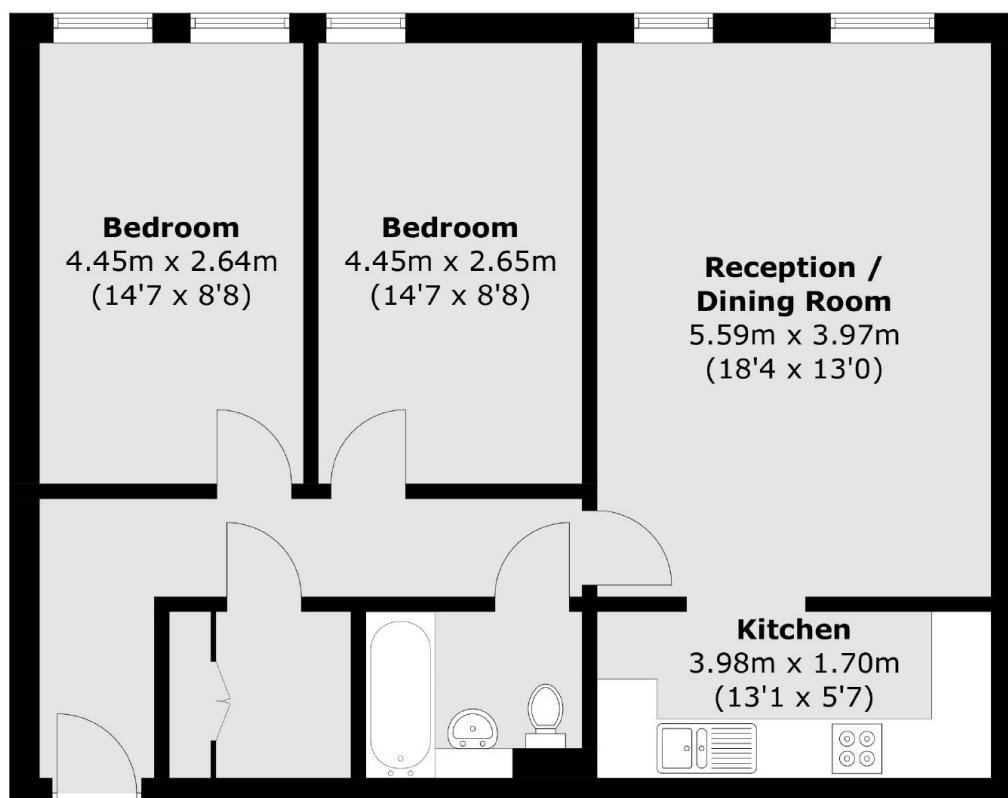 Bedroom
4.45m x 2.64m
(14'7 x 8'8)
Bedroom
4.45m x 2.65m
(14'7 x 8'8)
Reception /
Dining Room
5.59m x 3.97m
(18'4 x 13'0)
Kitchen
3.98m x 1.70m
(13'1 x 5'7)